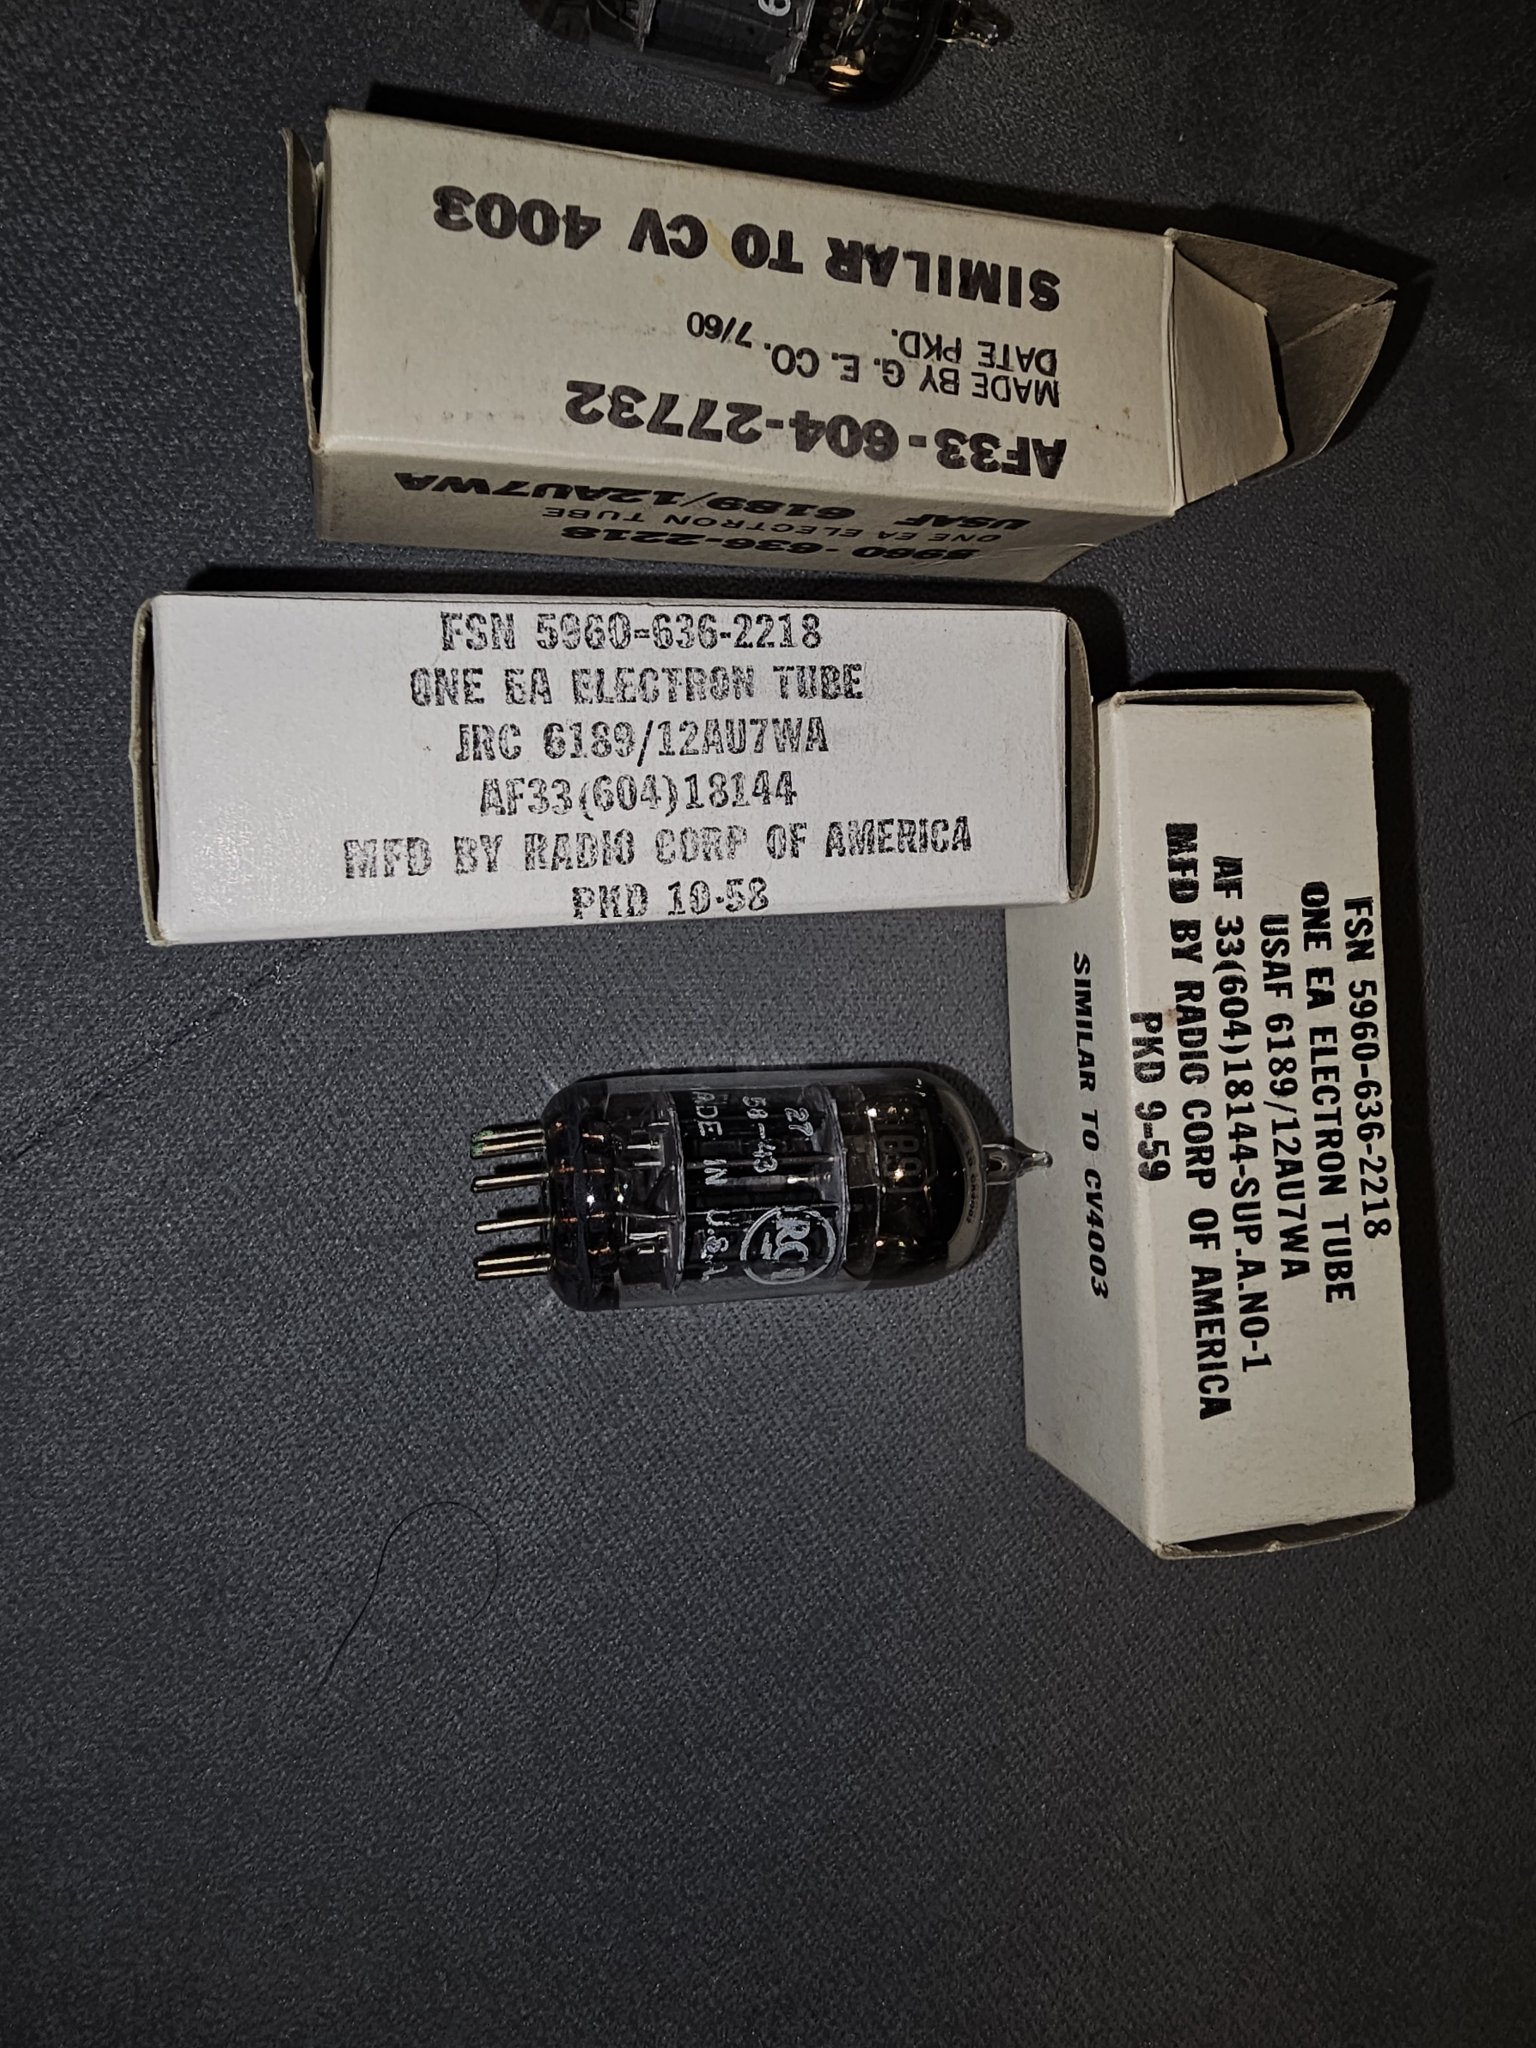 SIMILAR TO CV 4003
MADE BY G. E. CO. 7/60
DATE PKD.
AF33-604-27732
5960-636-2218
ONE EA ELECTRON TUBE
USAF 6189/12AU7WA
FSN 5960-636-2218
ONE EA ELECTRON TUBE
JRC 6189/12AU7WA
AF33(604)18144
MFD BY RADIO CORP OF AMERICA
PKD 10-58
FSN 5960-636-2218
ONE EA ELECTRON TUBE
USAF 6189/12AU7WA
AF 33(604)18144-SUP.A.NO-1
MFD BY RADIO CORP OF AMERICA
PKD 9-59
SIMILAR TO CV4003
27
58-43
IN U.S.A